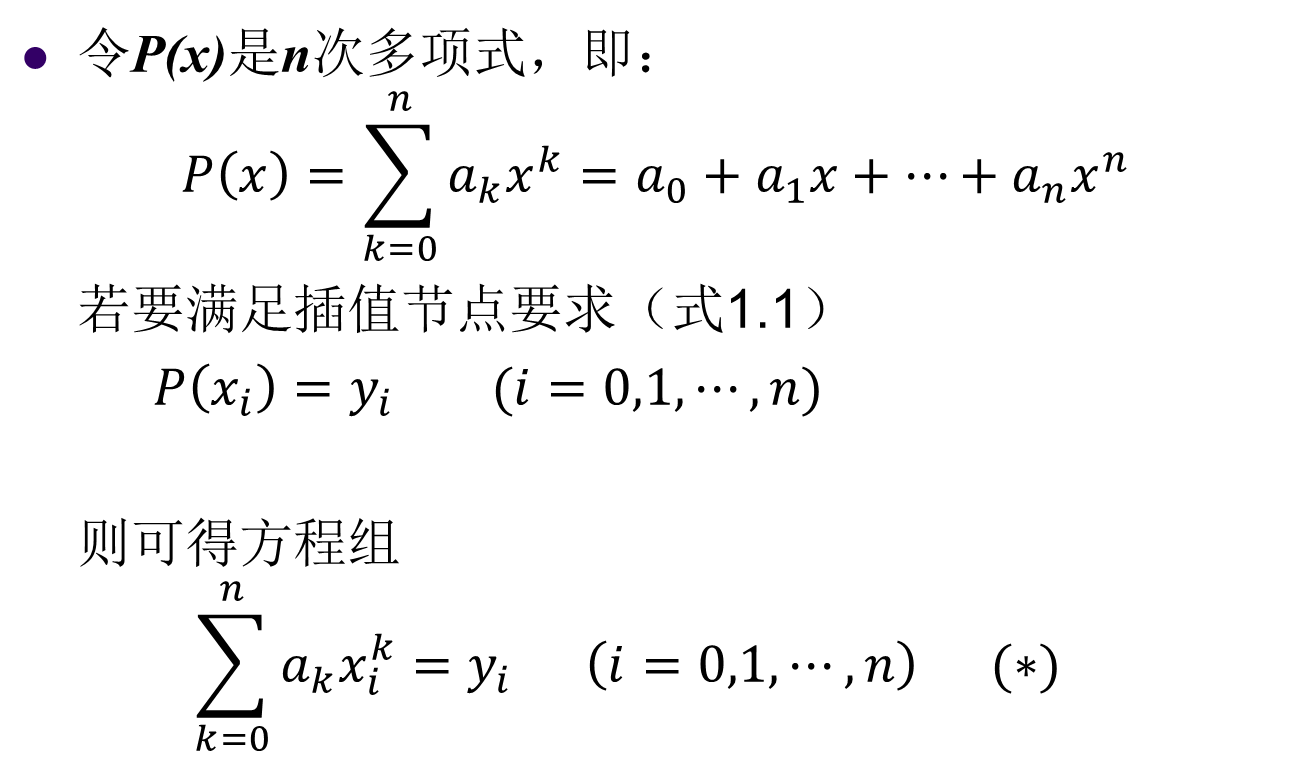 ● 令P(x)是n次多项式，即：
P(x) = ∑_{k=0}^{n} a_k x^k = a_0 + a_1 x + ⋯ + a_n x^n
若要满足插值节点要求（式1.1）
P(x_i) = y_i (i = 0,1,⋯,n)
则可得方程组
∑_{k=0}^{n} a_k x_i^k = y_i (i = 0,1,⋯,n) (∗)